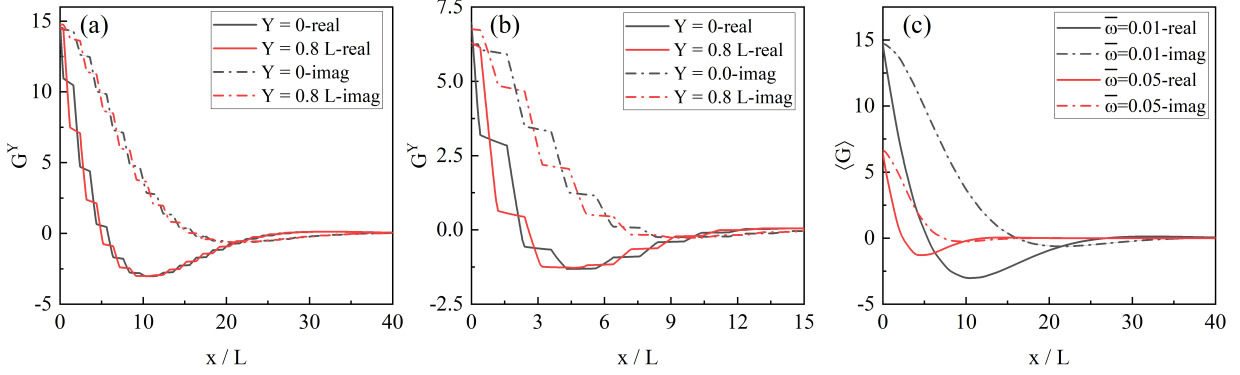 (a)
Y = 0-real
Y = 0.8 L-real
Y = 0-imag
Y = 0.8 L-imag
G^Y
15
10
5
0
-5
0
10
20
30
40
x / L
(b)
Y = 0-real
Y = 0.8 L-real
Y = 0.0-imag
Y = 0.8 L-imag
G^Y
7.5
5.0
2.5
0.0
-2.5
0
3
6
9
12
15
x / L
(c)
ω̅=0.01-real
ω̅=0.01-imag
ω̅=0.05-real
ω̅=0.05-imag
⟨G⟩
15
10
5
0
-5
0
10
20
30
40
x / L